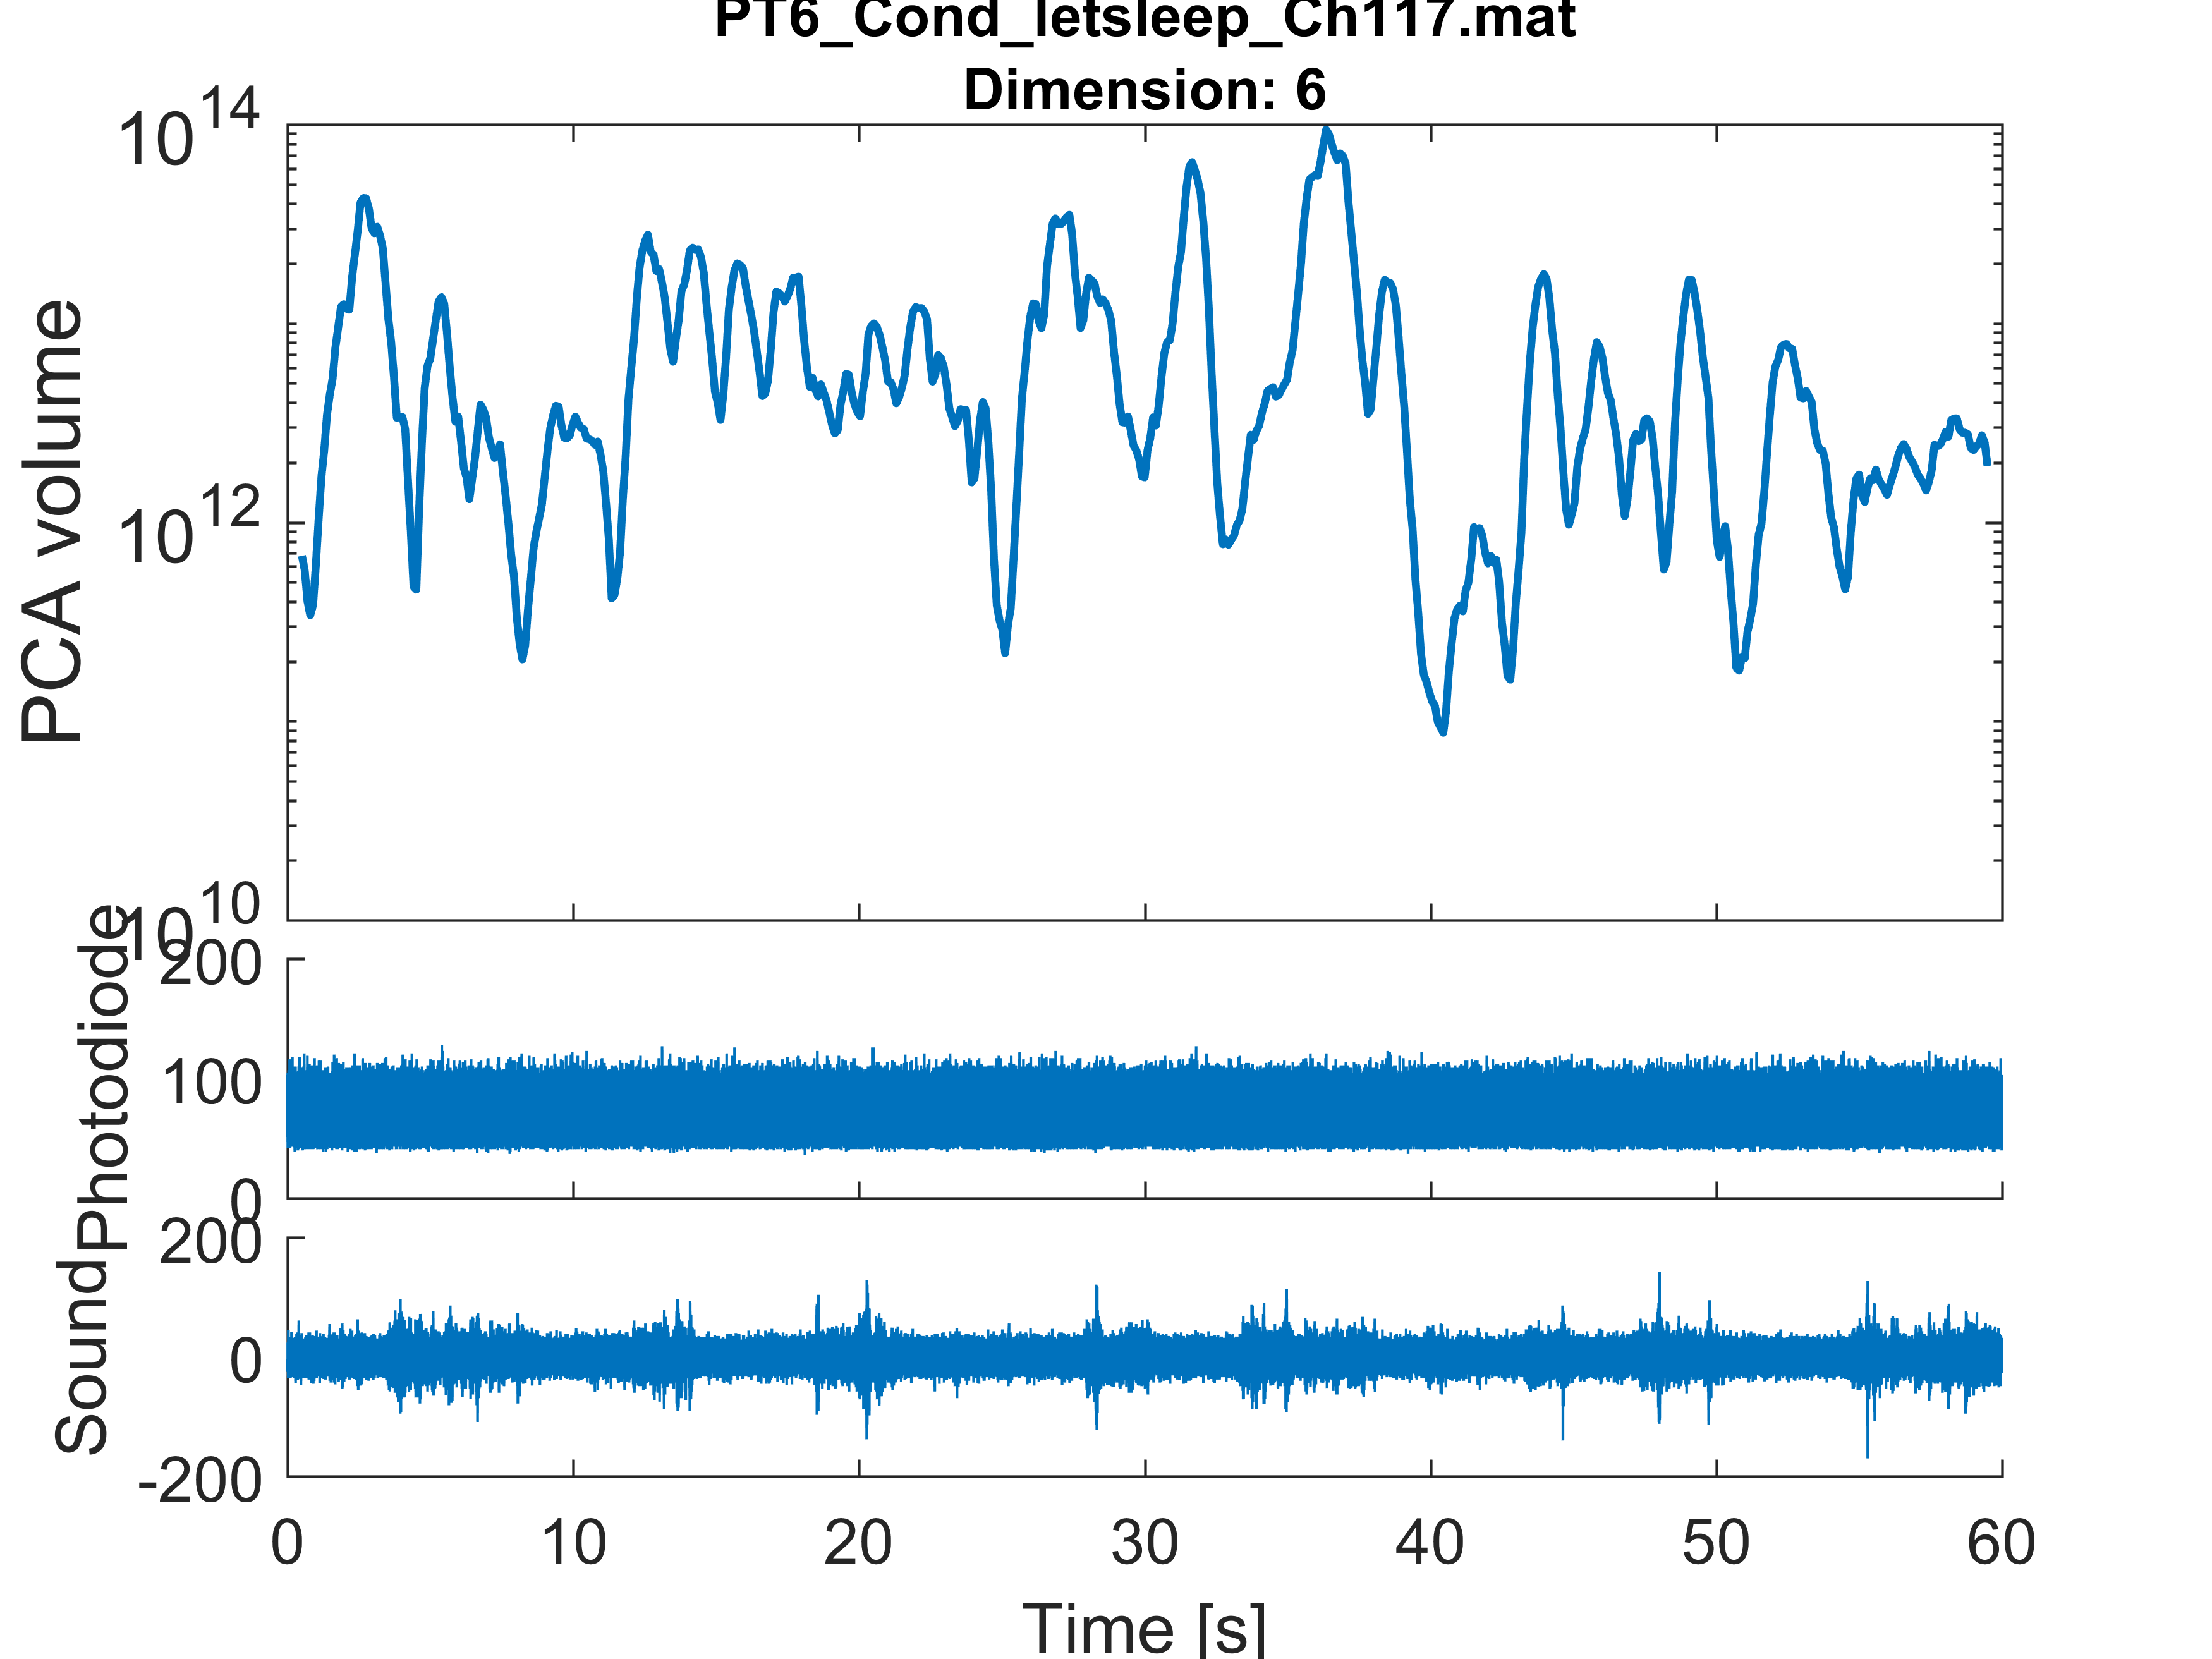 PT6_Cond_letsleep_Ch117.mat
Dimension: 6
10^14
10^12
10^10
PCA volume
200
100
0
Photodiode
200
0
-200
Sound
0 10 20 30 40 50 60
Time [s]